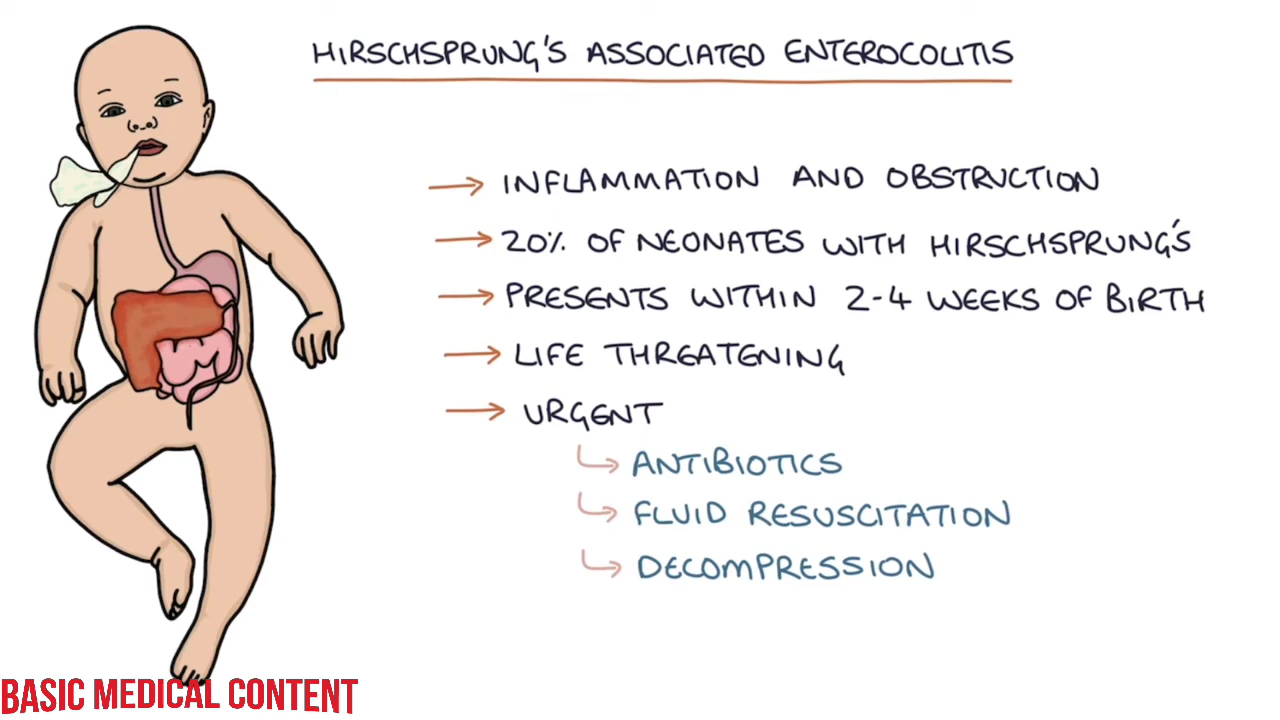 HIRSCHSPRUNG'S ASSOCIATED ENTEROCOLITIS
→ INFLAMMATION AND OBSTRUCTION
→ 20% OF NEONATES WITH HIRSCHSPRUNG'S
→ PRESENTS WITHIN 2-4 WEEKS OF BIRTH
→ LIFE THREATENING
→ URGENT
↳ ANTIBIOTICS
↳ FLUID RESUSCITATION
↳ DECOMPRESSION
BASIC MEDICAL CONTENT